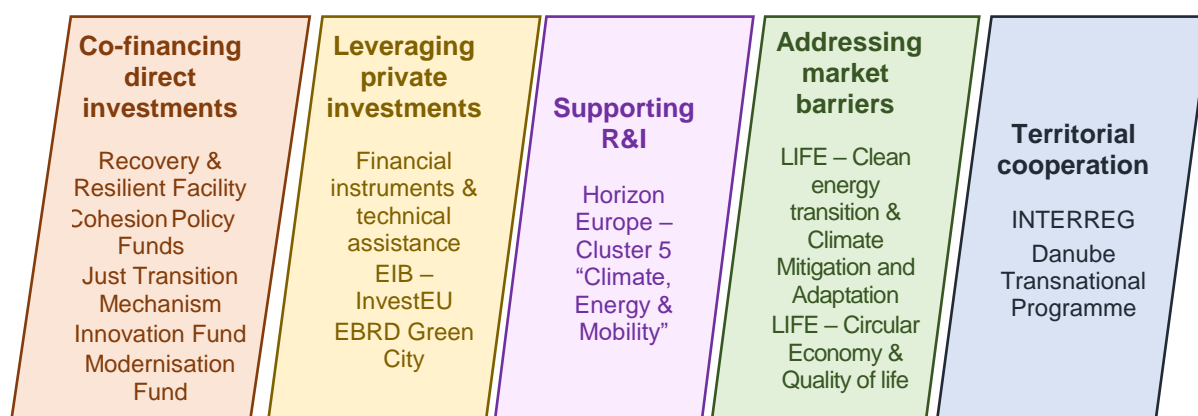 Co-financing
direct
investments
Recovery &
Resilient Facility
Cohesion Policy
Funds
Just Transition
Mechanism
Innovation Fund
Modernisation
Fund
Leveraging
private
investments
Financial
instruments &
technical
assistance
EIB –
InvestEU
EBRD Green
City
Supporting
R&I
Horizon
Europe –
Cluster 5
“Climate,
Energy &
Mobility”
Addressing
market
barriers
LIFE – Clean
energy
transition &
Climate
Mitigation and
Adaptation
LIFE – Circular
Economy &
Quality of life
Territorial
cooperation
INTERREG
Danube
Transnational
Programme